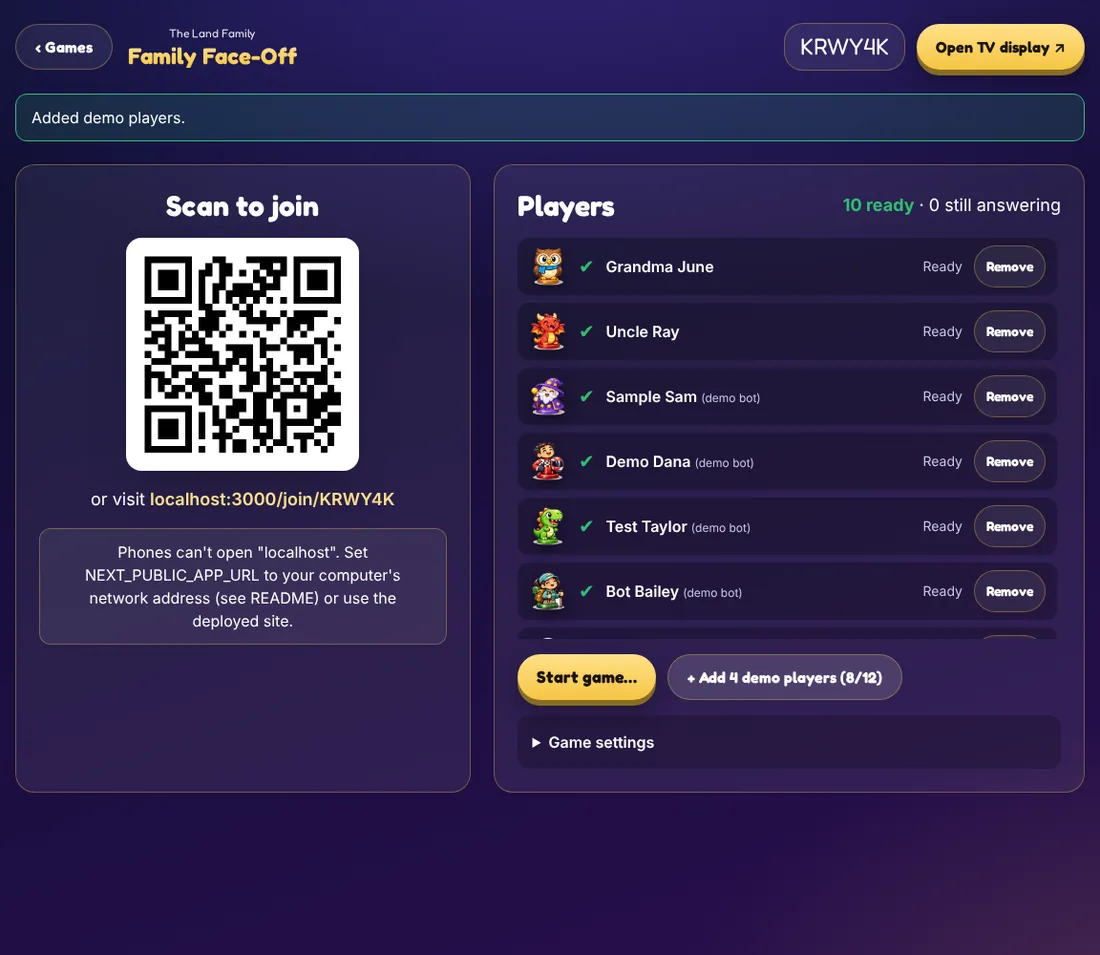 ‹ Games
The Land Family
Family Face-Off
KRWY4K
Open TV display ↗
Added demo players.
Scan to join
or visit localhost:3000/join/KRWY4K
Phones can't open "localhost". Set
NEXT_PUBLIC_APP_URL to your computer's
network address (see README) or use the
deployed site.
Players
10 ready · 0 still answering
✔ Grandma June Ready Remove
✔ Uncle Ray Ready Remove
✔ Sample Sam (demo bot) Ready Remove
✔ Demo Dana (demo bot) Ready Remove
✔ Test Taylor (demo bot) Ready Remove
✔ Bot Bailey (demo bot) Ready Remove
Start game...
+ Add 4 demo players (8/12)
▶ Game settings